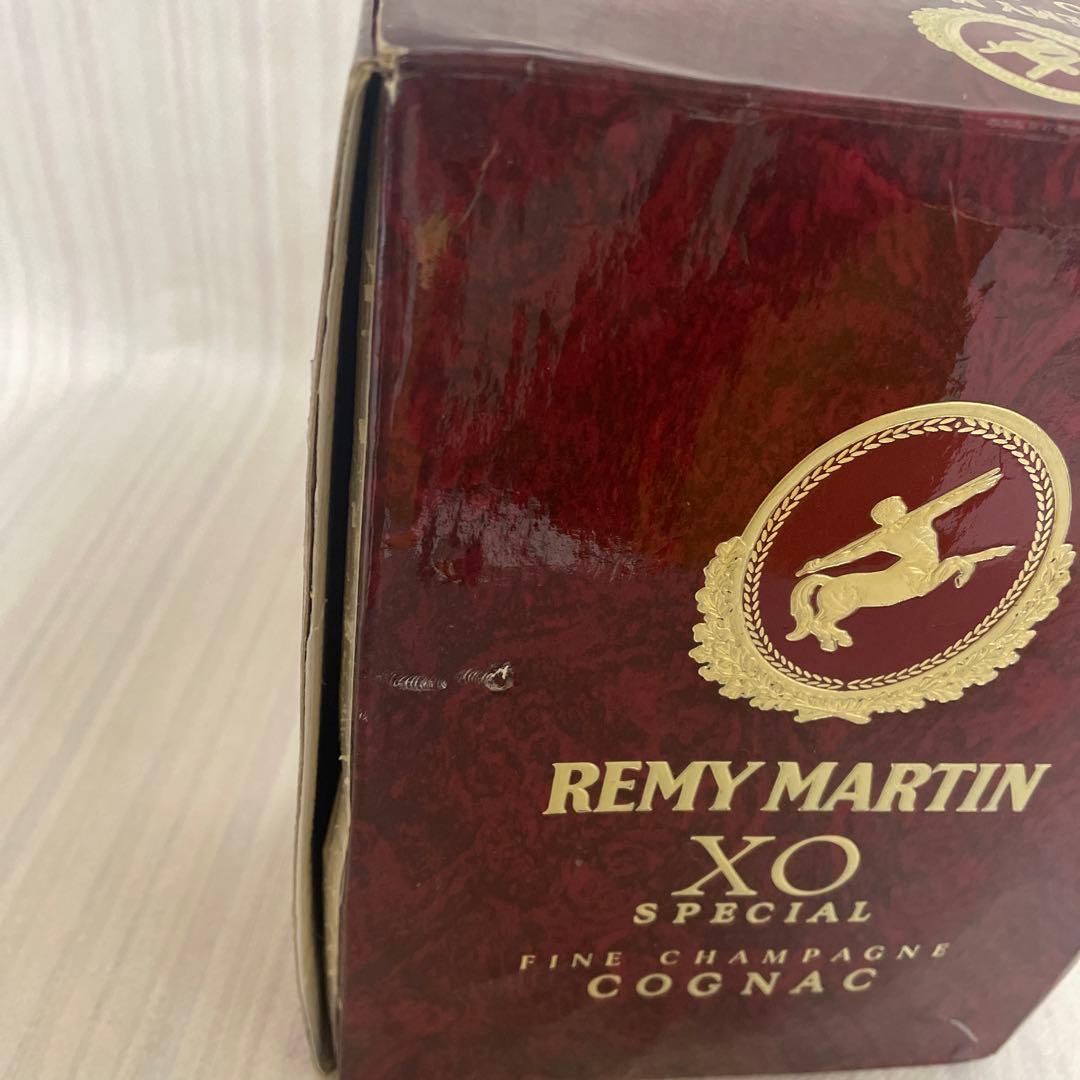 REMY MARTIN
XO
SPECIAL
FINE CHAMPAGNE
COGNAC